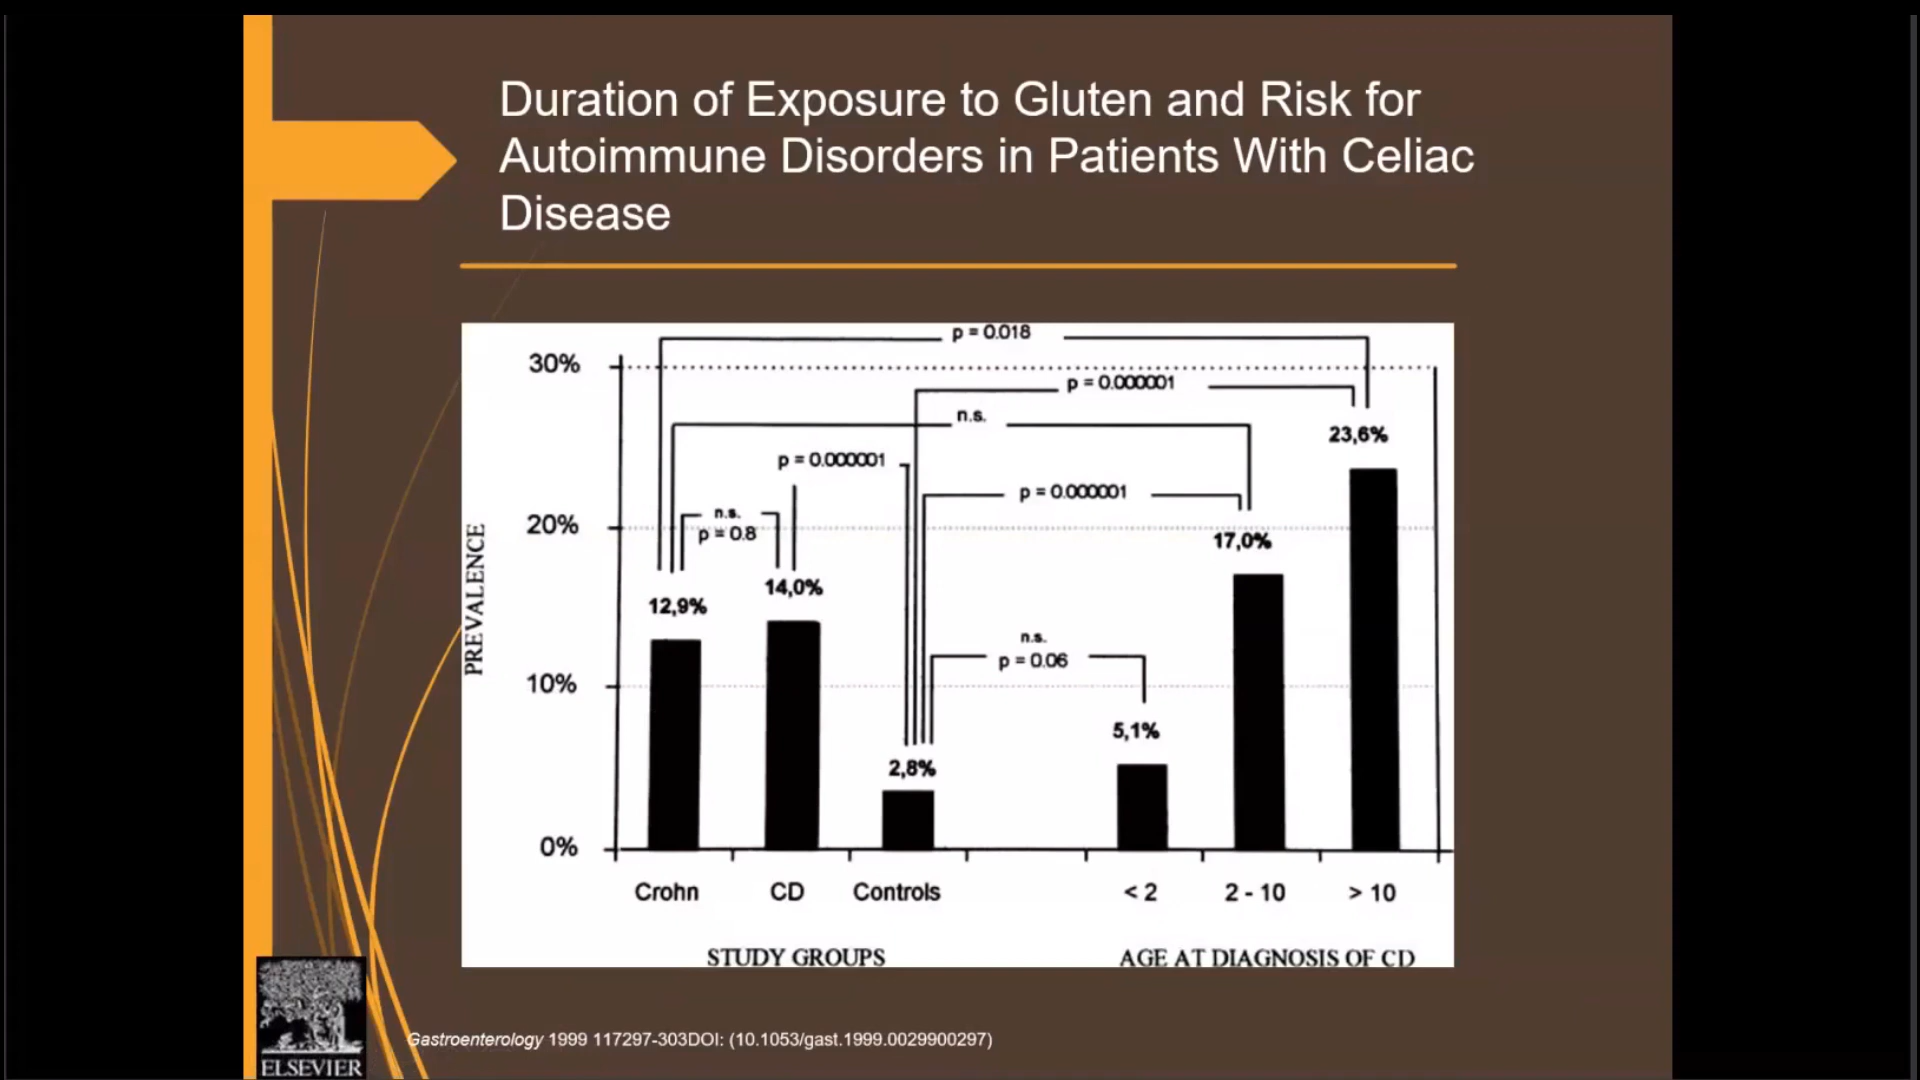 Duration of Exposure to Gluten and Risk for
Autoimmune Disorders in Patients With Celiac
Disease
p = 0.018
30%
p = 0.000001
n.s.
23,6%
p = 0.000001
p = 0.000001
n.s.
20%
p = 0.8
17,0%
PREVALENCE
14,0%
12,9%
n.s.
p = 0.06
10%
5,1%
2,8%
0%
Crohn CD Controls < 2 2 - 10 > 10
STUDY GROUPS AGE AT DIAGNOSIS OF CD
Gastroenterology 1999 117297-303DOI: (10.1053/gast.1999.0029900297)
ELSEVIER